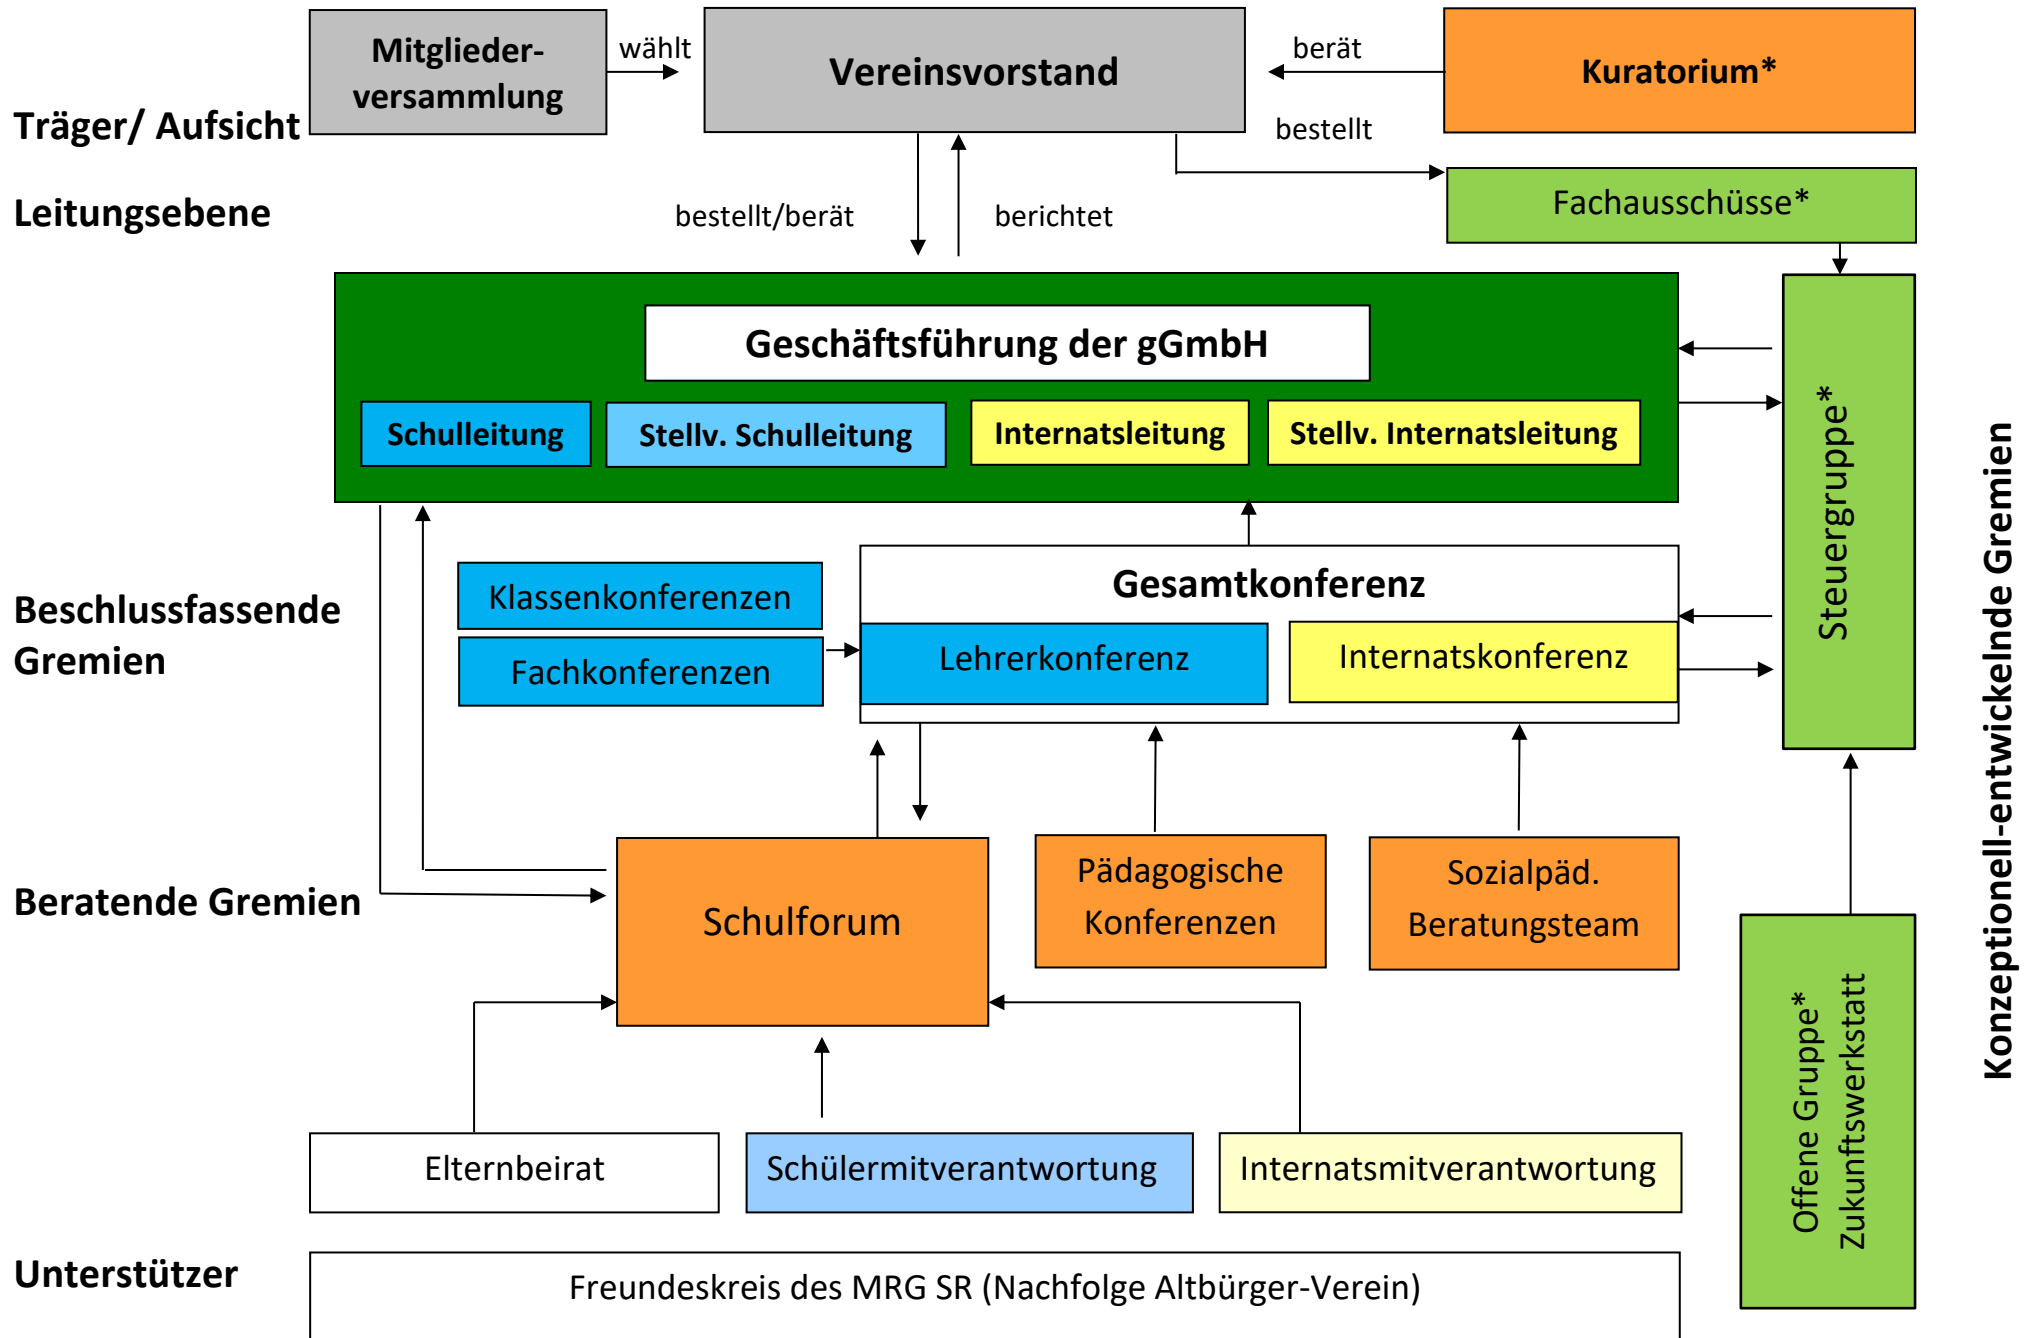 Mitglieder-
versammlung
wählt
Vereinsvorstand
berät
Kuratorium*
Träger/ Aufsicht
bestellt
Leitungsebene
bestellt/berät
berichtet
Fachausschüsse*
Geschäftsführung der gGmbH
Schulleitung
Stellv. Schulleitung
Internatsleitung
Stellv. Internatsleitung
Steuergruppe*
Konzeptionell-entwickelnde Gremien
Beschlussfassende
Gremien
Klassenkonferenzen
Fachkonferenzen
Gesamtkonferenz
Lehrerkonferenz
Internatskonferenz
Beratende Gremien
Schulforum
Pädagogische
Konferenzen
Sozialpäd.
Beratungsteam
Offene Gruppe*
Zukunftswerkstatt
Elternbeirat
Schülermitverantwortung
Internatsmitverantwortung
Unterstützer
Freundeskreis des MRG SR (Nachfolge Altbürger-Verein)